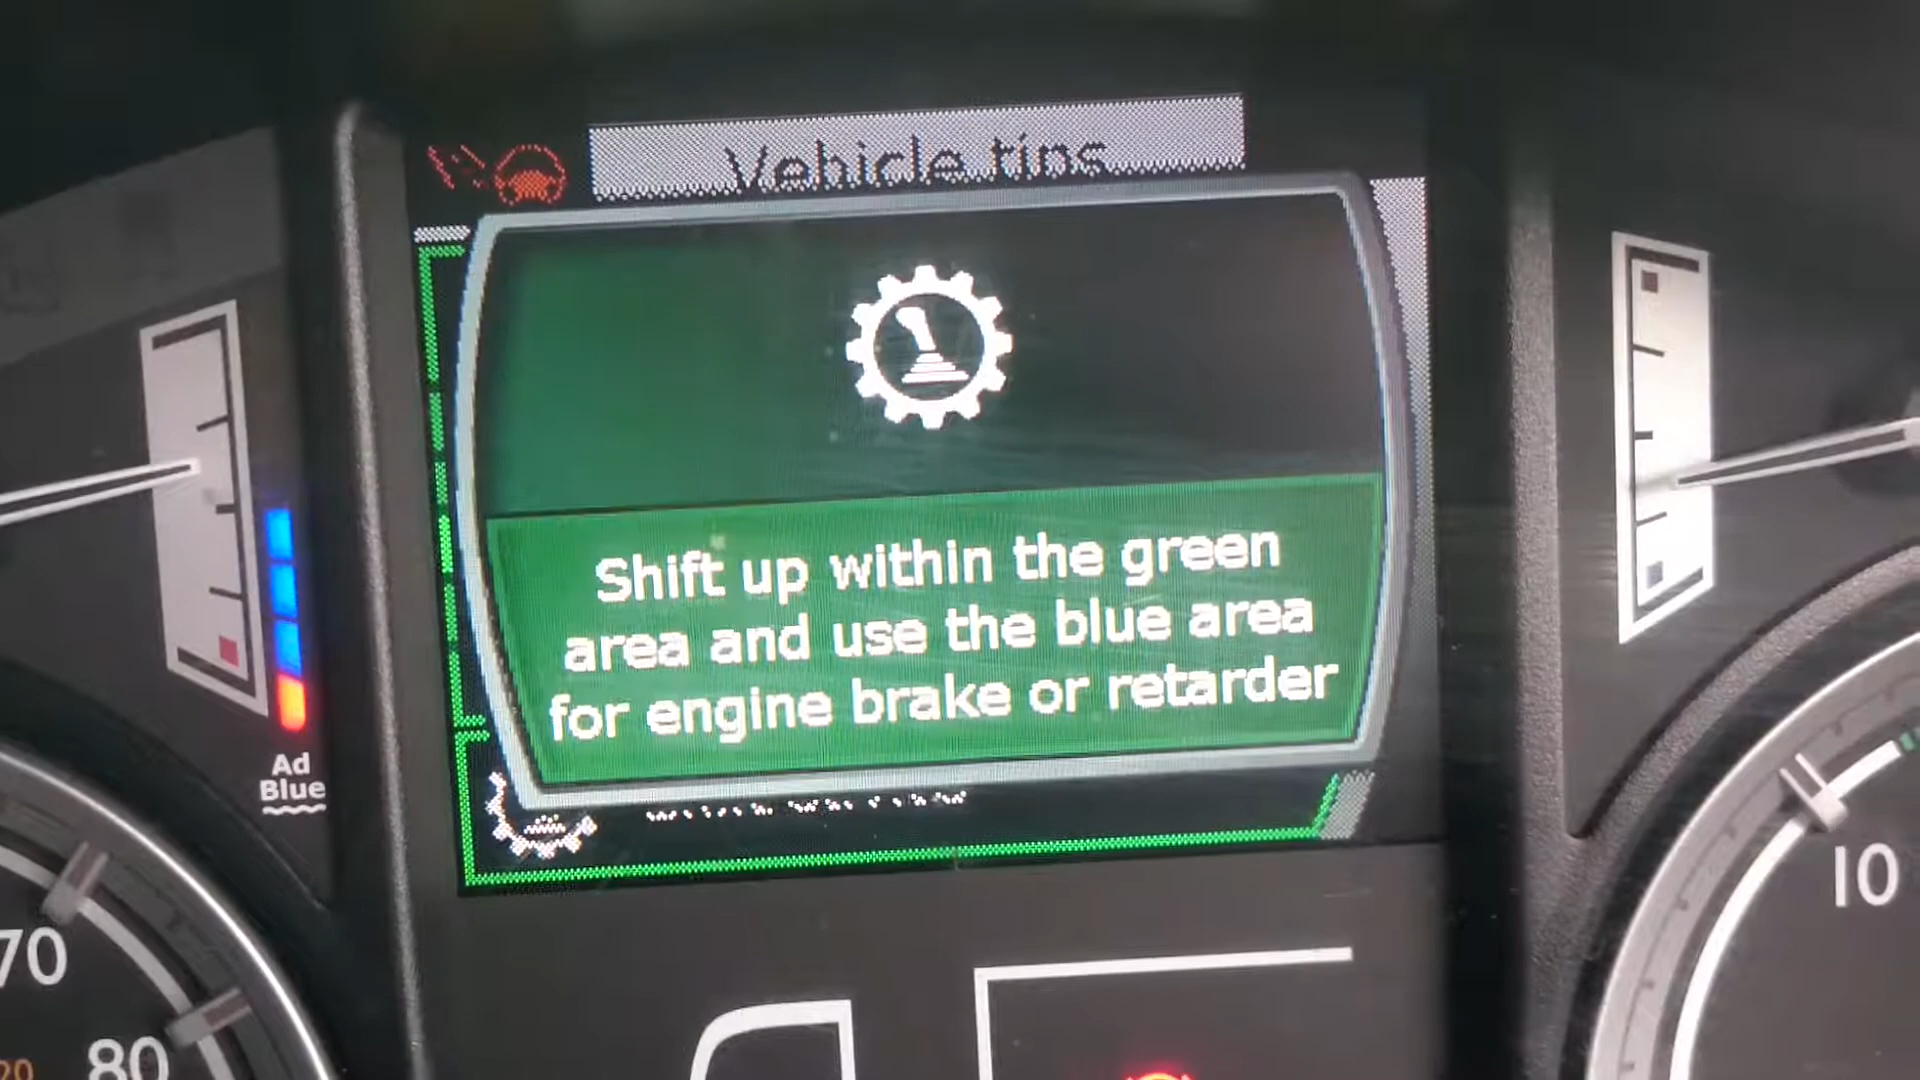 Vehicle tips
Shift up within the green
area and use the blue area
for engine brake or retarder
Ad
Blue
70
80
20
10